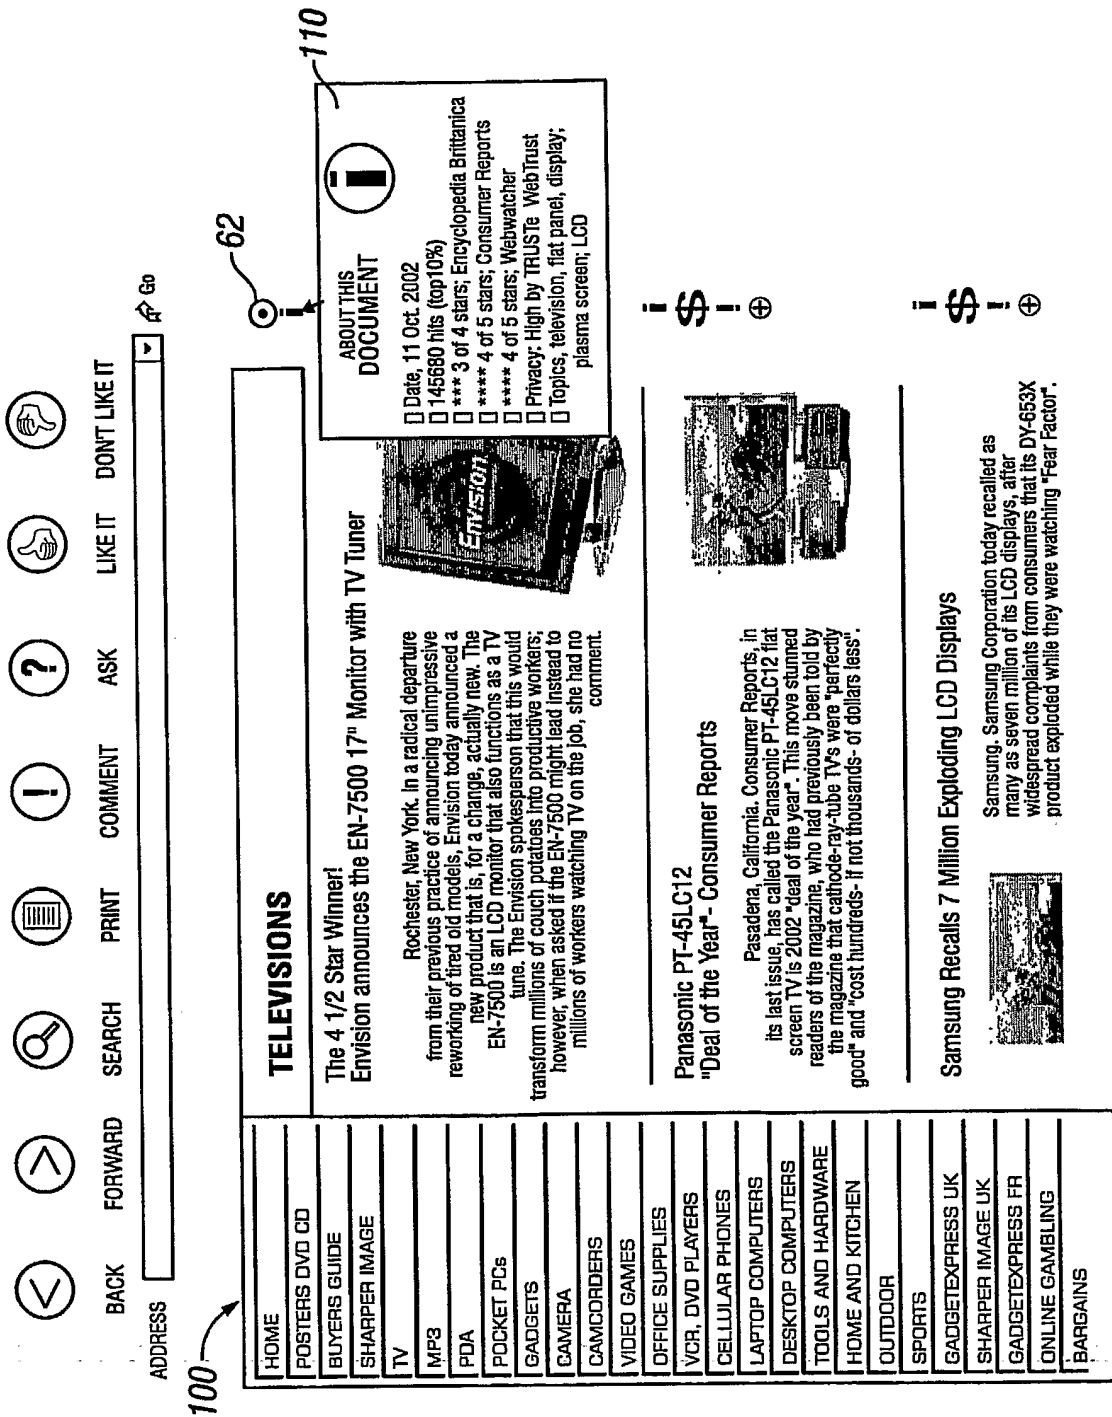 BACK
FORWARD
SEARCH
PRINT
COMMENT
ASK
LIKE IT
DON'T LIKE IT
ADDRESS
Go
100
62
110
HOME
POSTERS DVD CD
BUYERS GUIDE
SHARPER IMAGE
TV
MP3
PDA
POCKET PCs
GADGETS
CAMERA
CAMCORDERS
VIDEO GAMES
OFFICE SUPPLIES
VCR, DVD PLAYERS
CELLULAR PHONES
LAPTOP COMPUTERS
DESKTOP COMPUTERS
TOOLS AND HARDWARE
HOME AND KITCHEN
OUTDOOR
SPORTS
GADGETEXPRESS UK
SHARPER IMAGE UK
GADGETEXPRESS FR
ONLINE GAMBLING
BARGAINS
TELEVISIONS
The 4 1/2 Star Winner!
Envision announces the EN-7500 17" Monitor with TV Tuner
Rochester, New York. In a radical departure
from their previous practice of announcing unimpressive
reworking of tired old models, Envision today announced a
new product that is, for a change, actually new. The
EN-7500 is an LCD monitor that also functions as a TV
tune. The Envision spokesperson that this would
transform millions of couch potatoes into productive workers;
however, when asked if the EN-7500 might lead instead to
millions of workers watching TV on the job, she had no
comment.
Envision
ABOUT THIS
DOCUMENT
i
Date, 11 Oct. 2002
145680 hits (top10%)
*** 3 of 4 stars; Encyclopedia Brittanica
**** 4 of 5 stars; Consumer Reports
**** 4 of 5 stars; Webwatcher
Privacy: High by TRUSTe WebTrust
Topics, television, flat panel, display;
plasma screen; LCD
i
i $ i
Panasonic PT-45LC12
"Deal of the Year"- Consumer Reports
Pasadena, California. Consumer Reports, in
its last issue, has called the Panasonic PT-45LC12 flat
screen TV is 2002 "deal of the year". This move stunned
readers of the magazine, who had previously been told by
the magazine that cathode-ray-tube TVs were "perfectly
good" and "cost hundreds- if not thousands- of dollars less".
i $ i
Samsung Recalls 7 Million Exploding LCD Displays
Samsung. Samsung Corporation today recalled as
many as seven million of its LCD displays, after
widespread complaints from consumers that its DY-653X
product exploded while they were watching "Fear Factor".